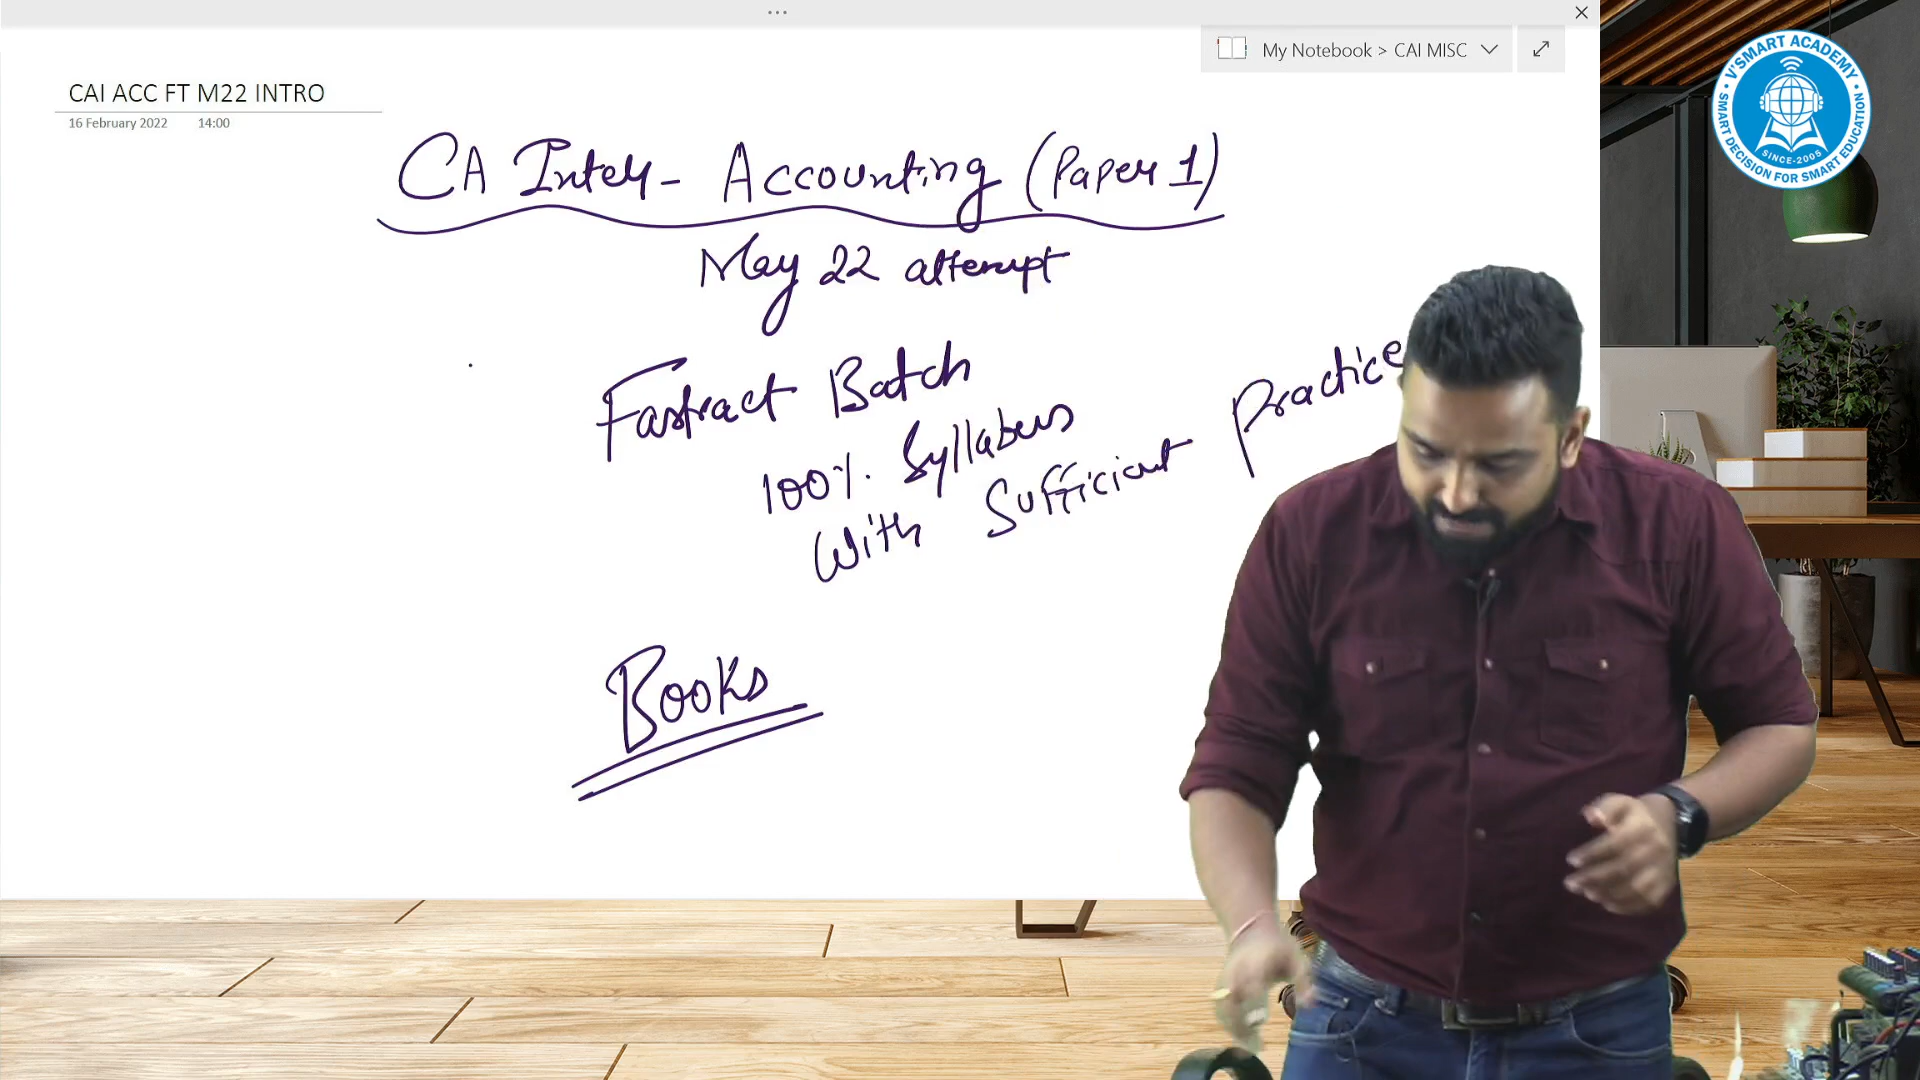 My Notebook > CAI MISC
CAI ACC FT M22 INTRO
16 February 2022 14:00
CA Inter - Accounting (Paper 1)
May 22 attempt
Fastract Batch
100% Syllabus
With Sufficient Practice
Books
V'SMART ACADEMY
SINCE-2005
SMART DECISION FOR SMART EDUCATION